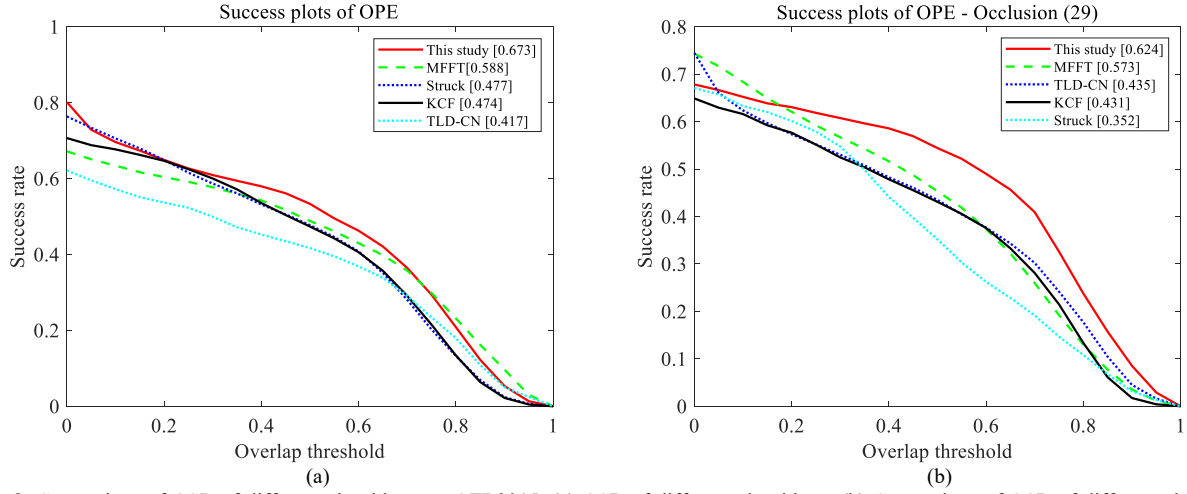 Success plots of OPE
1
0.8
0.6
0.4
0.2
0
Success rate
0 0.2 0.4 0.6 0.8 1
Overlap threshold
This study [0.673]
MFFT[0.588]
Struck [0.477]
KCF [0.474]
TLD-CN [0.417]
(a)
Success plots of OPE - Occlusion (29)
0.8
0.7
0.6
0.5
0.4
0.3
0.2
0.1
0
Success rate
0 0.2 0.4 0.6 0.8 1
Overlap threshold
This study [0.624]
MFFT [0.573]
TLD-CN [0.435]
KCF [0.431]
Struck [0.352]
(b)